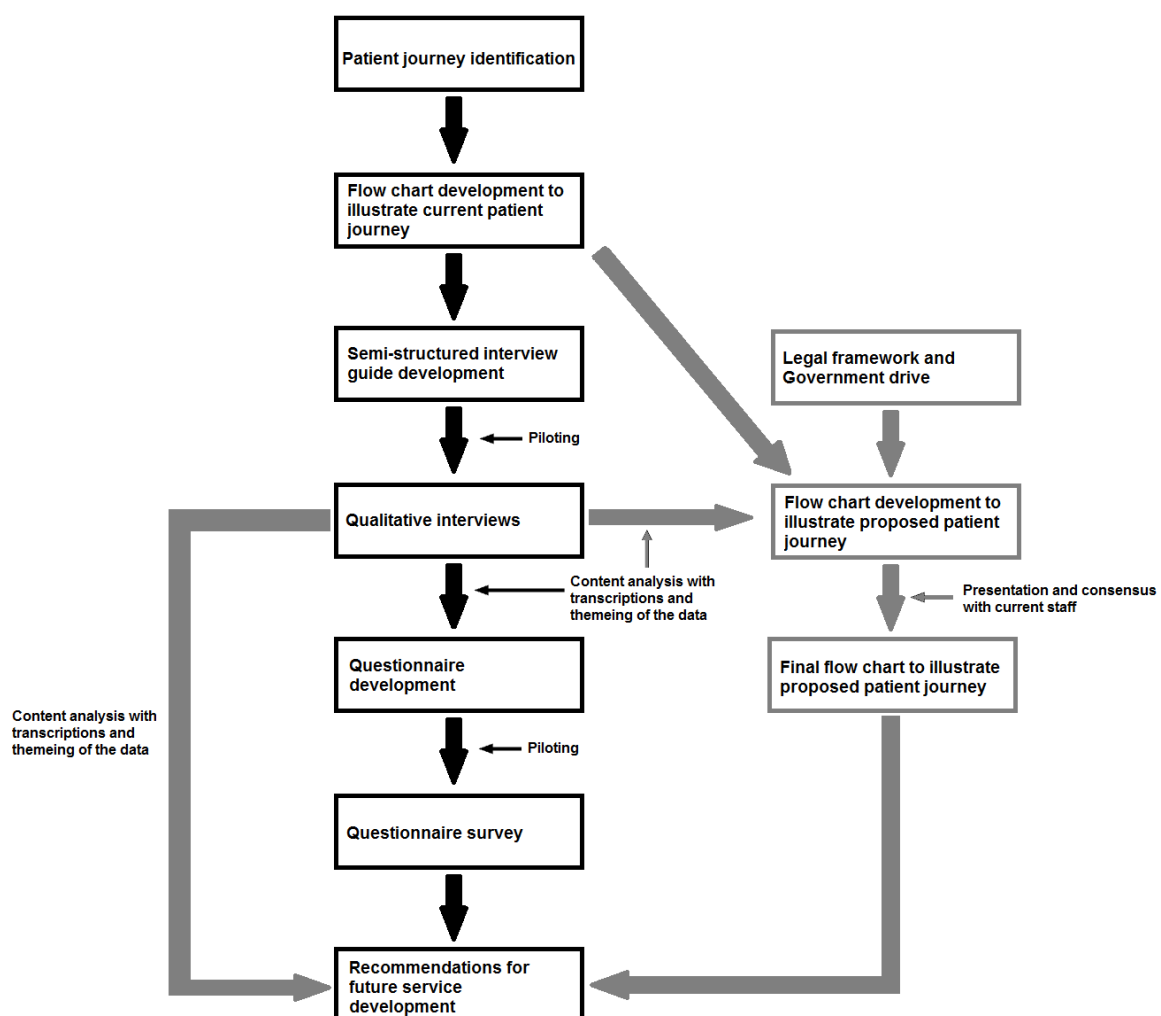 Patient journey identification
Flow chart development to
illustrate current patient
journey
Semi-structured interview
guide development
Legal framework and
Government drive
Piloting
Qualitative interviews
Flow chart development to
illustrate proposed patient
journey
Content analysis with
transcriptions and
themeing of the data
Presentation and consensus
with current staff
Questionnaire
development
Final flow chart to illustrate
proposed patient journey
Content analysis with
transcriptions and
themeing of the data
Piloting
Questionnaire survey
Recommendations for
future service
development